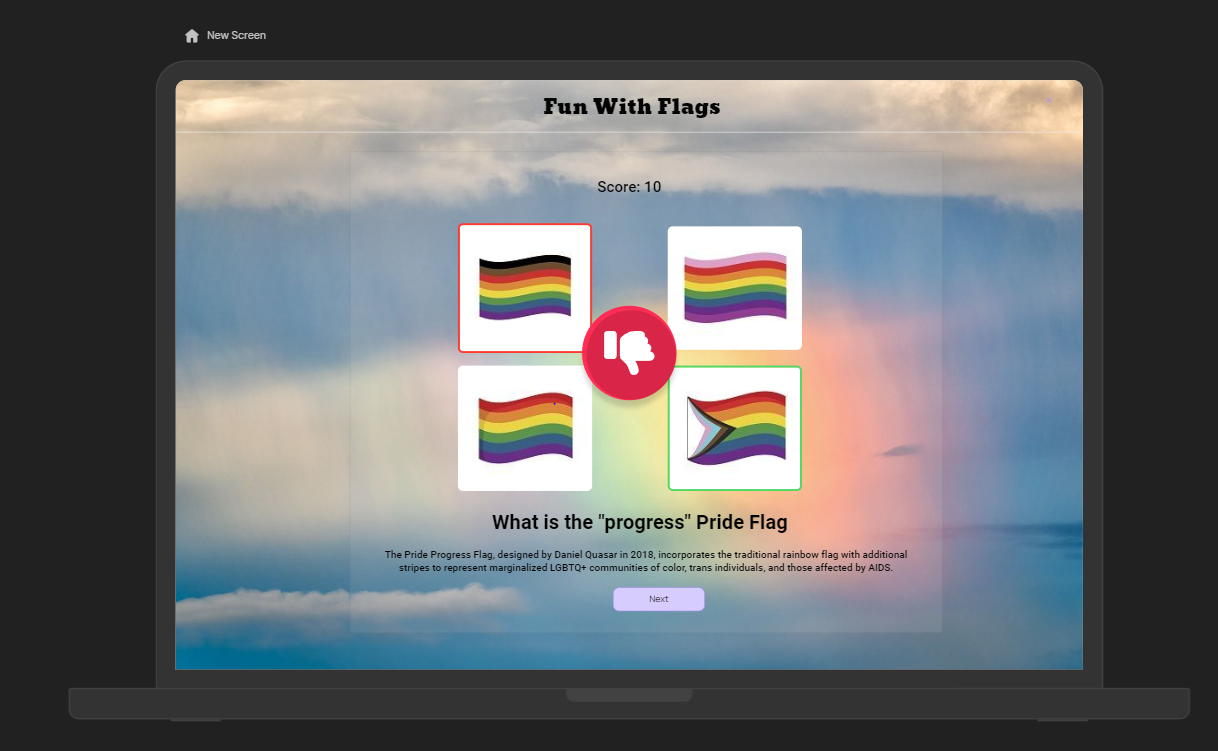 New Screen
Fun With Flags
Score: 10
What is the "progress" Pride Flag
The Pride Progress Flag, designed by Daniel Quasar in 2018, incorporates the traditional rainbow flag with additional
stripes to represent marginalized LGBTQ+ communities of color, trans individuals, and those affected by AIDS.
Next